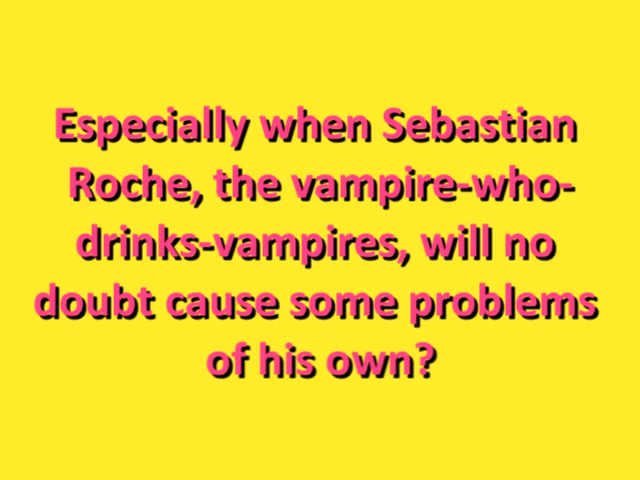 Especially when Sebastian
Roche, the vampire-who-
drinks-vampires, will no
doubt cause some problems
of his own?